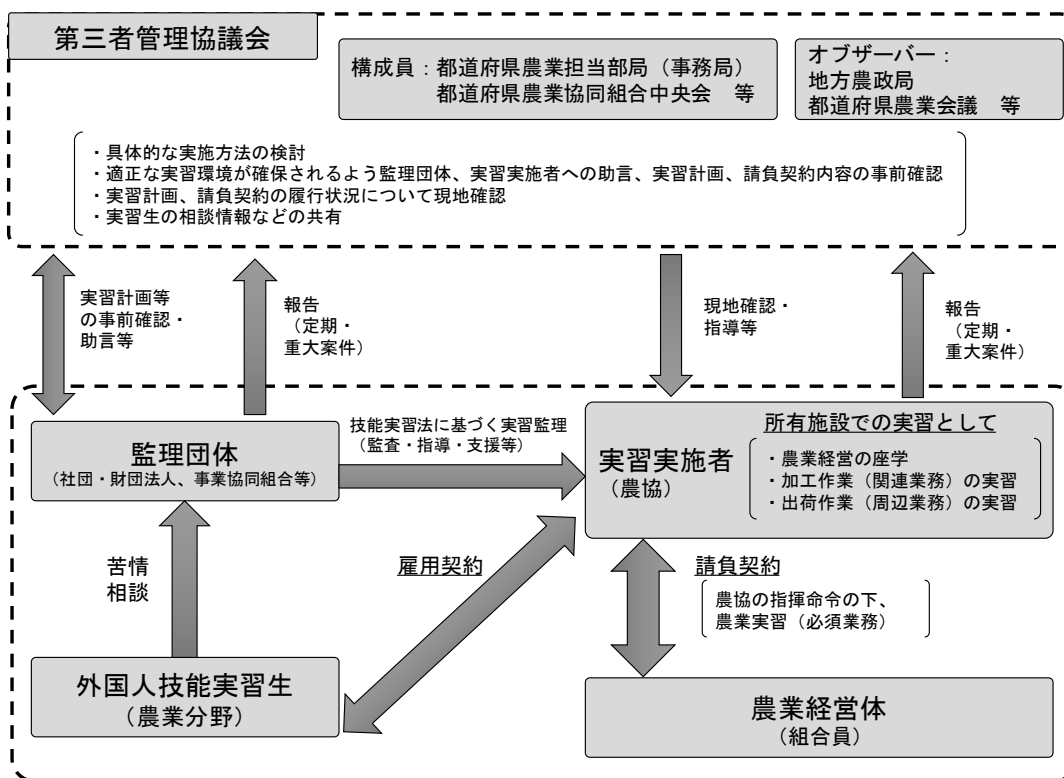 第三者管理協議会
構成員：都道府県農業担当部局（事務局）
都道府県農業協同組合中央会　等
オブザーバー：
地方農政局
都道府県農業会議　等
・具体的な実施方法の検討
・適正な実習環境が確保されるよう監理団体、実習実施者への助言、実習計画、請負契約内容の事前確認
・実習計画、請負契約の履行状況について現地確認
・実習生の相談情報などの共有
実習計画等
の事前確認・
助言等
報告
（定期・
重大案件）
現地確認・
指導等
報告
（定期・
重大案件）
監理団体
（社団・財団法人、事業協同組合等）
技能実習法に基づく実習監理
（監査・指導・支援等）
実習実施者
（農協）
所有施設での実習として
・農業経営の座学
・加工作業（関連業務）の実習
・出荷作業（周辺業務）の実習
苦情
相談
雇用契約
請負契約
農協の指揮命令の下、
農業実習（必須業務）
外国人技能実習生
（農業分野）
農業経営体
（組合員）